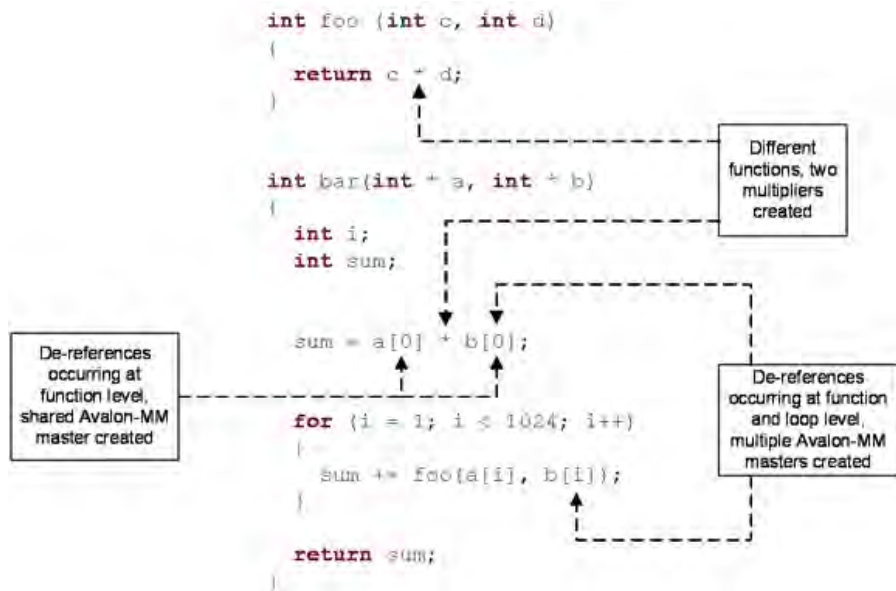 int foo (int c, int d)
{
return c * d;
}
Different
functions, two
multipliers
created
int bar(int * a, int * b)
{
int i;
int sum;
sum = a[0] * b[0];
De-references
occurring at
function level,
shared Avalon-MM
master created
De-references
occurring at function
and loop level,
multiple Avalon-MM
masters created
for (i = 1; i < 1024; i++)
{
sum += foo(a[i], b[i]);
}
return sum;
}